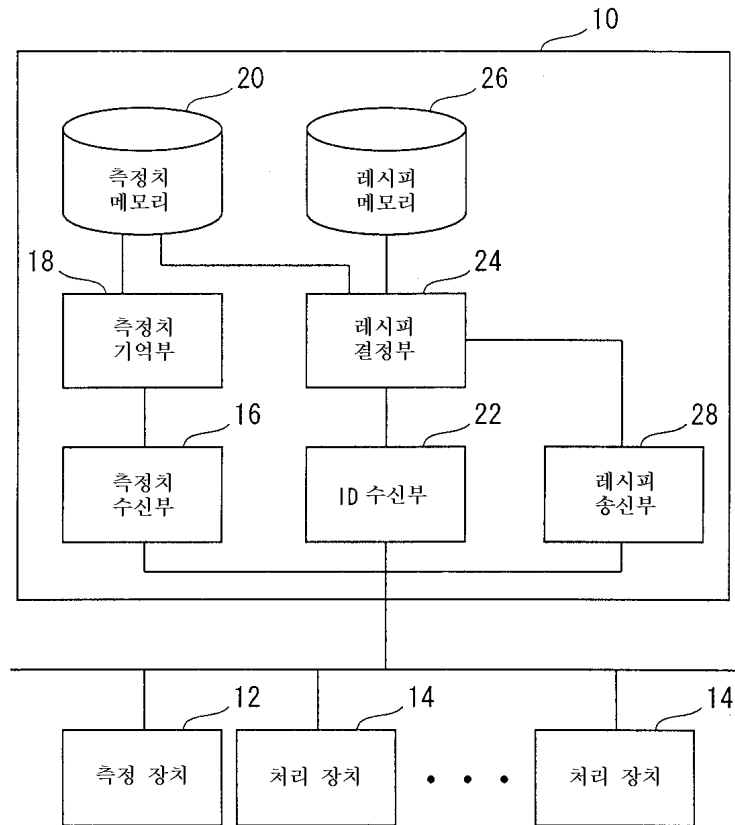 10
20
26
측정치
메모리
레시피
메모리
18
24
측정치
기억부
레시피
결정부
16
22
28
측정치
수신부
ID 수신부
레시피
송신부
12
14
14
측정 장치
처리 장치
• • •
처리 장치